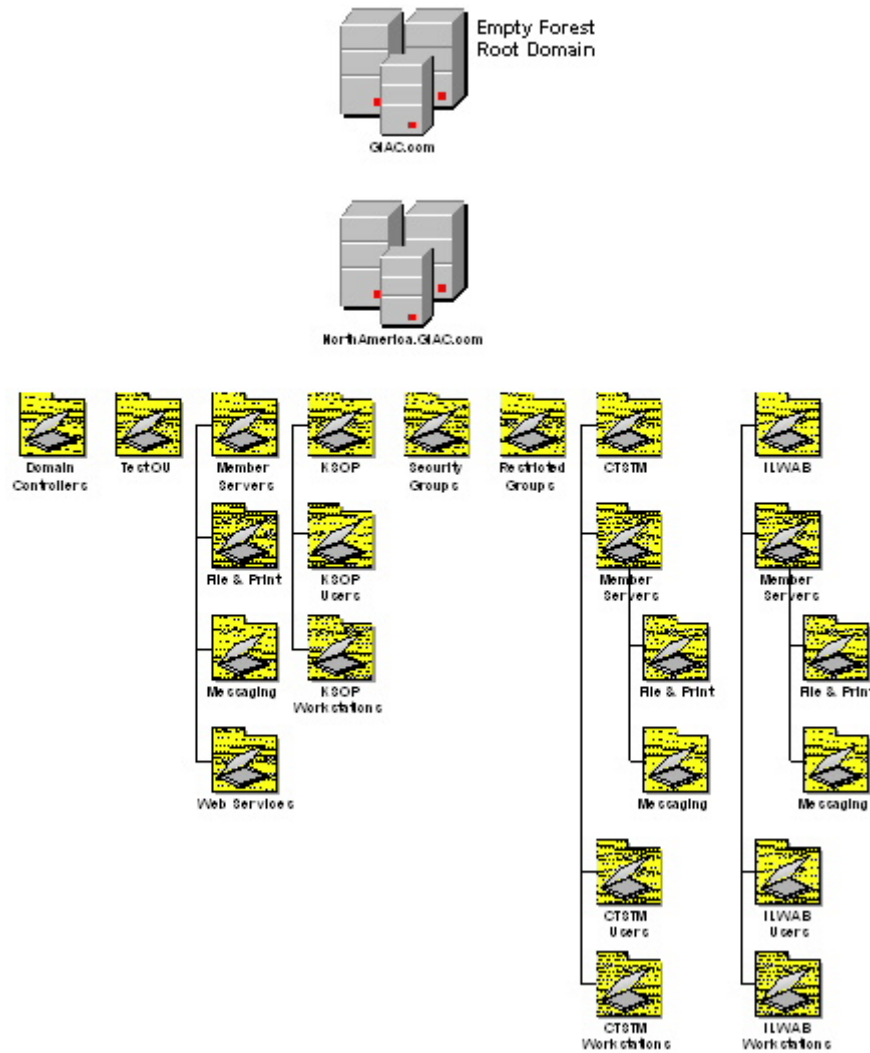 Empty Forest
Root Domain
GIAC.com
NorthAmerica.GIAC.com
Domain
Controllers
TestOU
Member
Servers
KSOP
Security
Groups
Restricted
Groups
CTSTM
ILWAB
File & Print
KSOP
Users
Member
Servers
Member
Servers
Messaging
KSOP
Workstations
File & Print
File & Print
Web Services
Messaging
Messaging
CTSTM
Users
ILWAB
Users
CTSTM
Workstations
ILWAB
Workstations